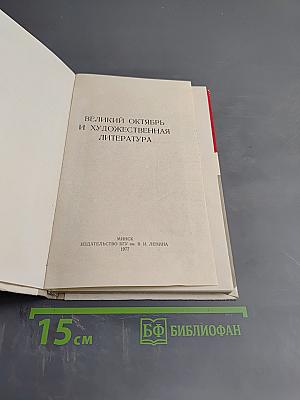 ВЕЛИКИЙ ОКТЯБРЬ
И ХУДОЖЕСТВЕННАЯ
ЛИТЕРАТУРА
МИНСК
ИЗДАТЕЛЬСТВО БГУ им. В. И. ЛЕНИНА
1977
15 см
БФ БИБЛИОФАН